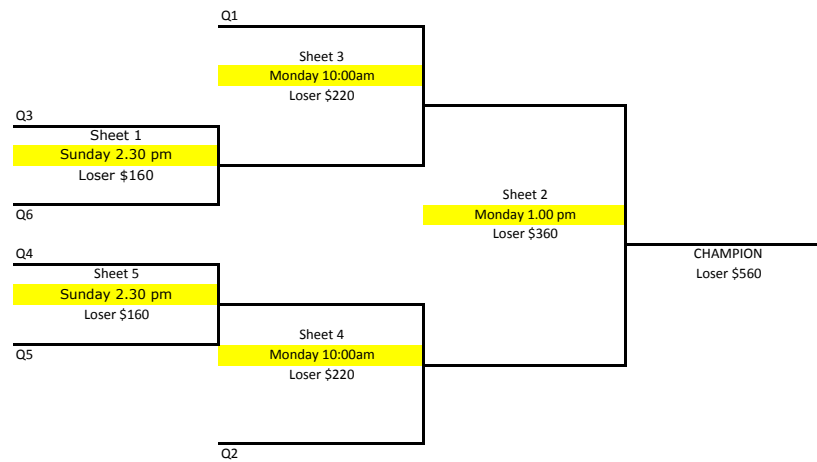 Q1
Sheet 3
Monday 10:00am
Loser $220
Q3
Sheet 1
Sunday 2.30 pm
Loser $160
Q6
Sheet 2
Monday 1.00 pm
Loser $360
CHAMPION
Loser $560
Q4
Sheet 5
Sunday 2.30 pm
Loser $160
Q5
Sheet 4
Monday 10:00am
Loser $220
Q2